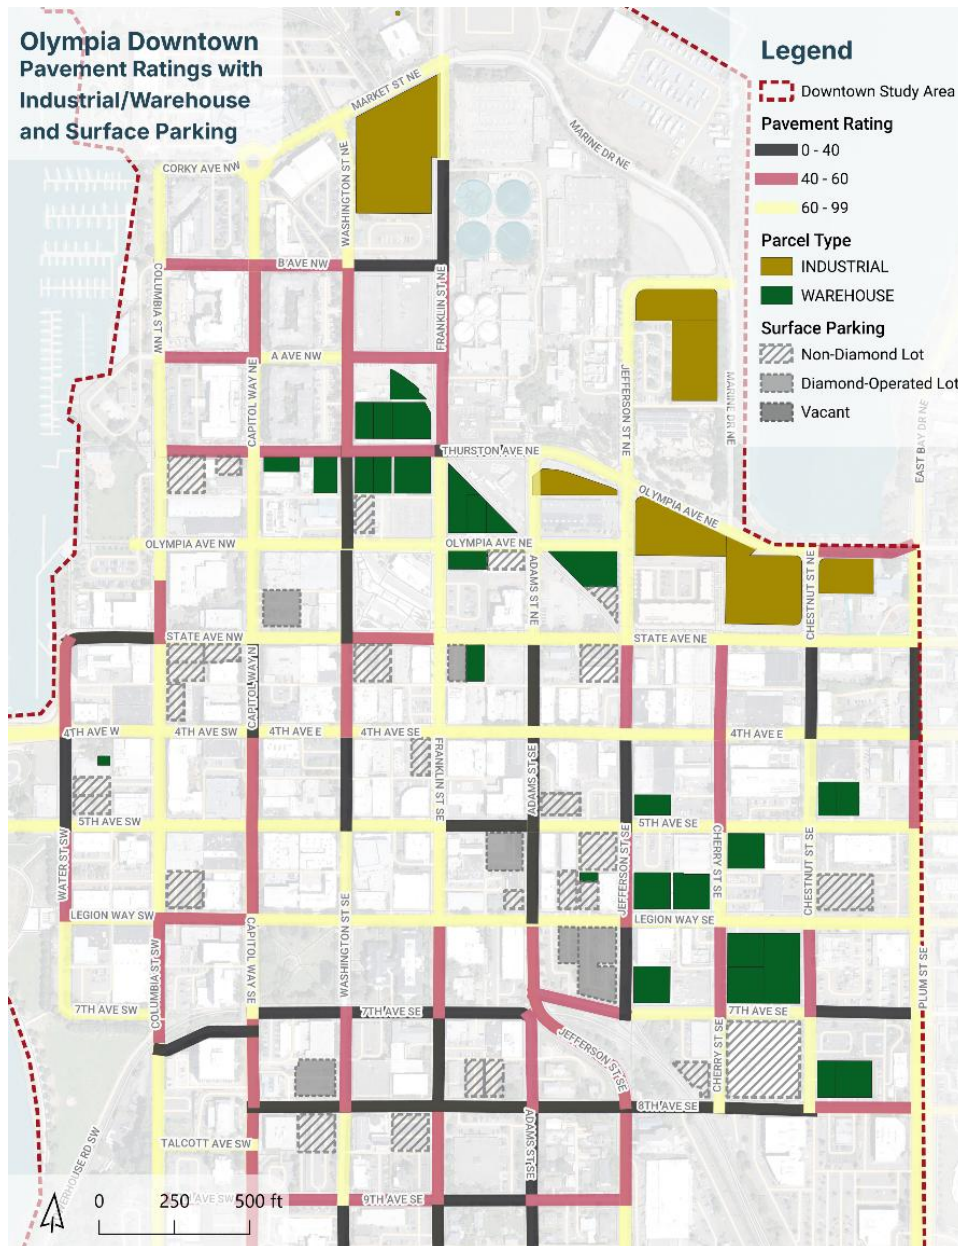 Olympia Downtown
Pavement Ratings with
Industrial/Warehouse
and Surface Parking
Legend
Downtown Study Area
Pavement Rating
0 - 40
40 - 60
60 - 99
Parcel Type
INDUSTRIAL
WAREHOUSE
Surface Parking
Non-Diamond Lot
Diamond-Operated Lot
Vacant
MARKET ST NE
MARINE DR NE
CORKY AVE NW
WASHINGTON ST NE
B AVE NW
COLUMBIA ST NW
FRANKLIN ST NE
A AVE NW
CAPITOL WAY NE
JEFFERSON ST NE
MARINE DR NE
EAST BAY DR NE
THURSTON AVE NE
OLYMPIA AVE NE
OLYMPIA AVE NW
OLYMPIA AVE NE
ADAMS ST NE
CHESTNUT ST NE
STATE AVE NW
STATE AVE NE
CAPITOL WAY N
4TH AVE W
4TH AVE SW
4TH AVE E
4TH AVE SE
4TH AVE E
FRANKLIN ST SE
ADAMS ST SE
5TH AVE SW
5TH AVE SE
WATER ST SW
JEFFERSON ST SE
CHERRY ST SE
CHESTNUT ST SE
LEGION WAY SW
LEGION WAY SE
COLUMBIA ST SW
CAPITOL WAY SE
WASHINGTON ST SE
PLUM ST SE
7TH AVE SW
7TH AVE SE
7TH AVE SE
JEFFERSON ST SE
CHERRY ST SE
8TH AVE SE
ADAMS ST SE
TALCOTT AVE SW
RD SW
AVE SW
9TH AVE SE
0 250 500 ft